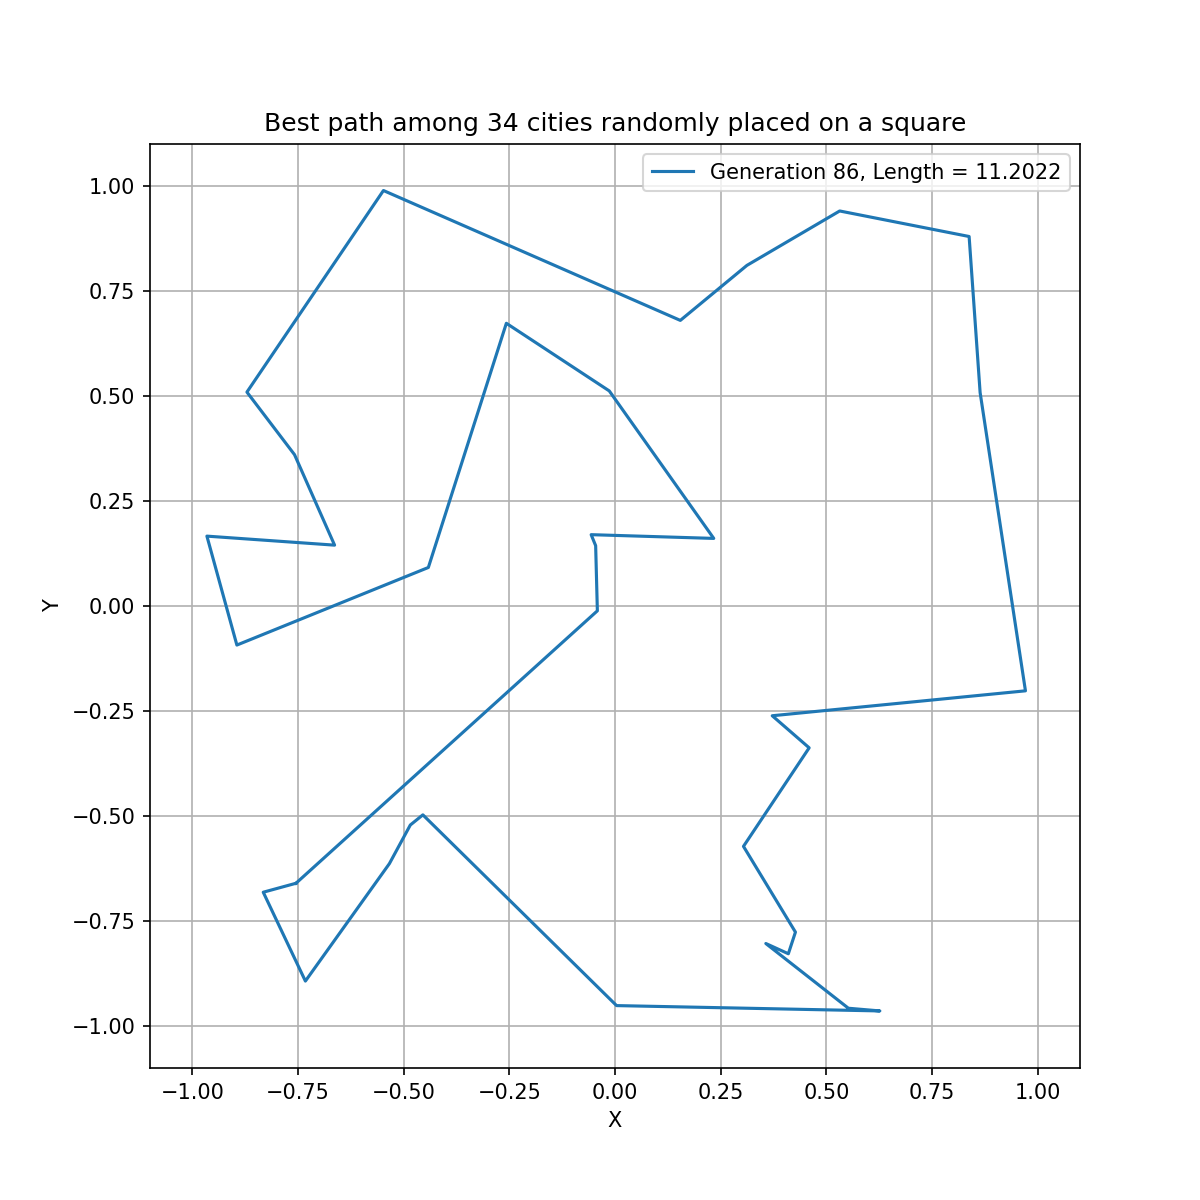 Best path among 34 cities randomly placed on a square
Generation 86, Length = 11.2022
1.00
0.75
0.50
0.25
0.00
−0.25
−0.50
−0.75
−1.00
Y
−1.00 −0.75 −0.50 −0.25 0.00 0.25 0.50 0.75 1.00
X